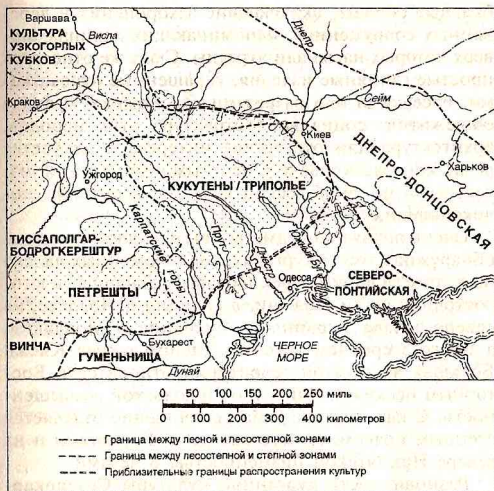 Варшава
КУЛЬТУРА
УЗКОГОРЛЫХ
КУБКОВ
Висла
Днепр
Сейм
Краков
Киев
Харьков
ДНЕПРО-ДОНЦОВСКАЯ
Ужгород
КУКУТЕНЫ / ТРИПОЛЬЕ
Карпатские горы
Прут
Днестр
Южный Буг
ТИССАПОЛГАР-
БОДРОГКЕРЕШТУР
Одесса
СЕВЕРО-
ПОНТИЙСКАЯ
ПЕТРЕШТЫ
ВИНЧА
Бухарест
ГУМЕЛЬНИЦА
Дунай
ЧЕРНОЕ
МОРЕ
0 50 100 150 200 250 миль
0 100 200 300 400 километров
Граница между лесной и лесостепной зонами
Граница между лесостепной и степной зонами
Приблизительные границы распространения культур